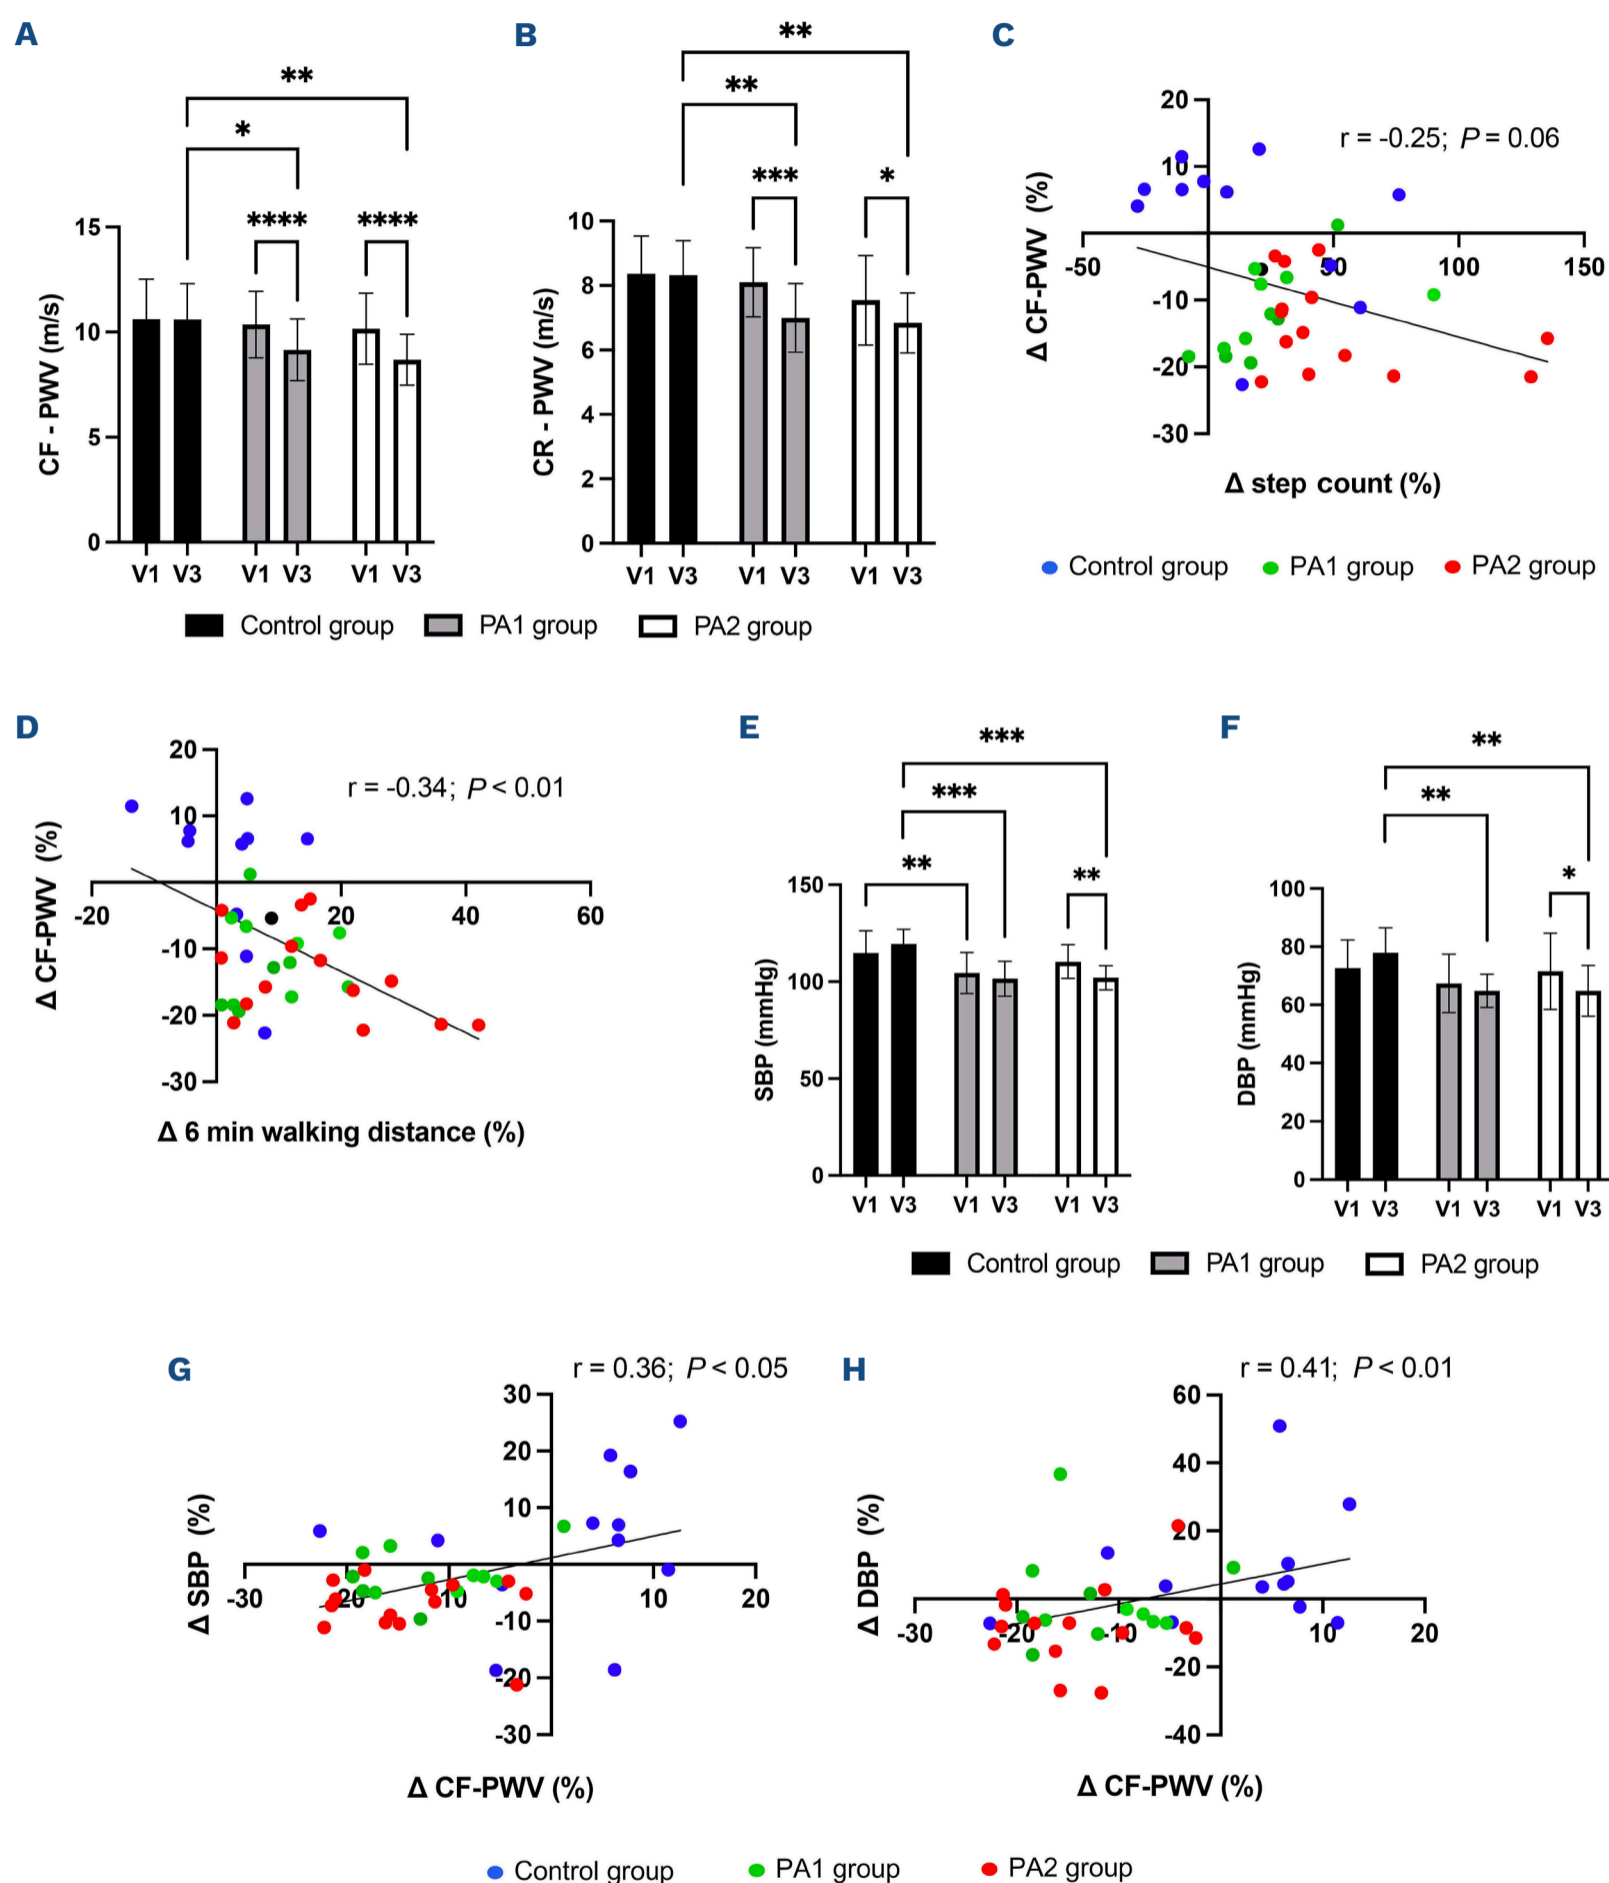 A
B
C
**
*
****
****
15
10
5
0
CF - PWV (m/s)
V1 V3 V1 V3 V1 V3
**
**
***
*
10
8
6
4
2
0
CR - PWV (m/s)
V1 V3 V1 V3 V1 V3
Control group PA1 group PA2 group
r = -0.25; P = 0.06
20
10
-10
-20
-30
-50 50 100 150
Δ CF-PWV (%)
Δ step count (%)
Control group PA1 group PA2 group
D
E
F
r = -0.34; P < 0.01
20
10
-10
-20
-30
-20 20 40 60
Δ CF-PWV (%)
Δ 6 min walking distance (%)
***
***
**
**
150
100
50
0
SBP (mmHg)
V1 V3 V1 V3 V1 V3
**
**
*
100
80
60
40
20
0
DBP (mmHg)
V1 V3 V1 V3 V1 V3
Control group PA1 group PA2 group
G
H
r = 0.36; P < 0.05
30
20
10
-10
-20
-30
-30 -20 -10 10 20
Δ SBP (%)
Δ CF-PWV (%)
r = 0.41; P < 0.01
60
40
20
-20
-40
-30 -20 -10 10 20
Δ DBP (%)
Δ CF-PWV (%)
Control group PA1 group PA2 group